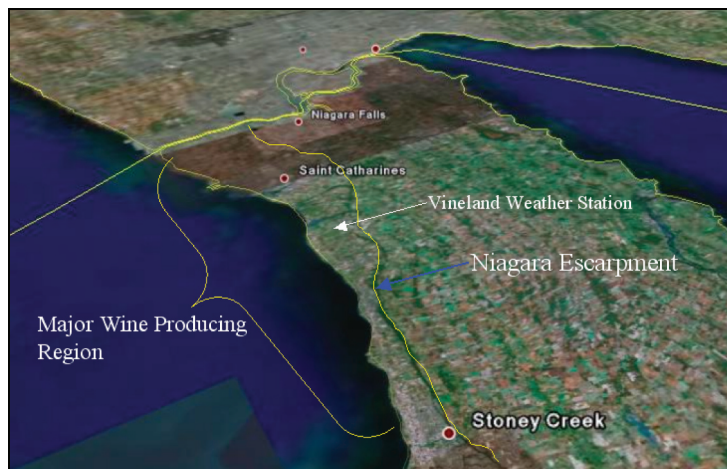 Niagara Falls
Saint Catharines
Vineland Weather Station
Niagara Escarpment
Major Wine Producing
Region
Stoney Creek